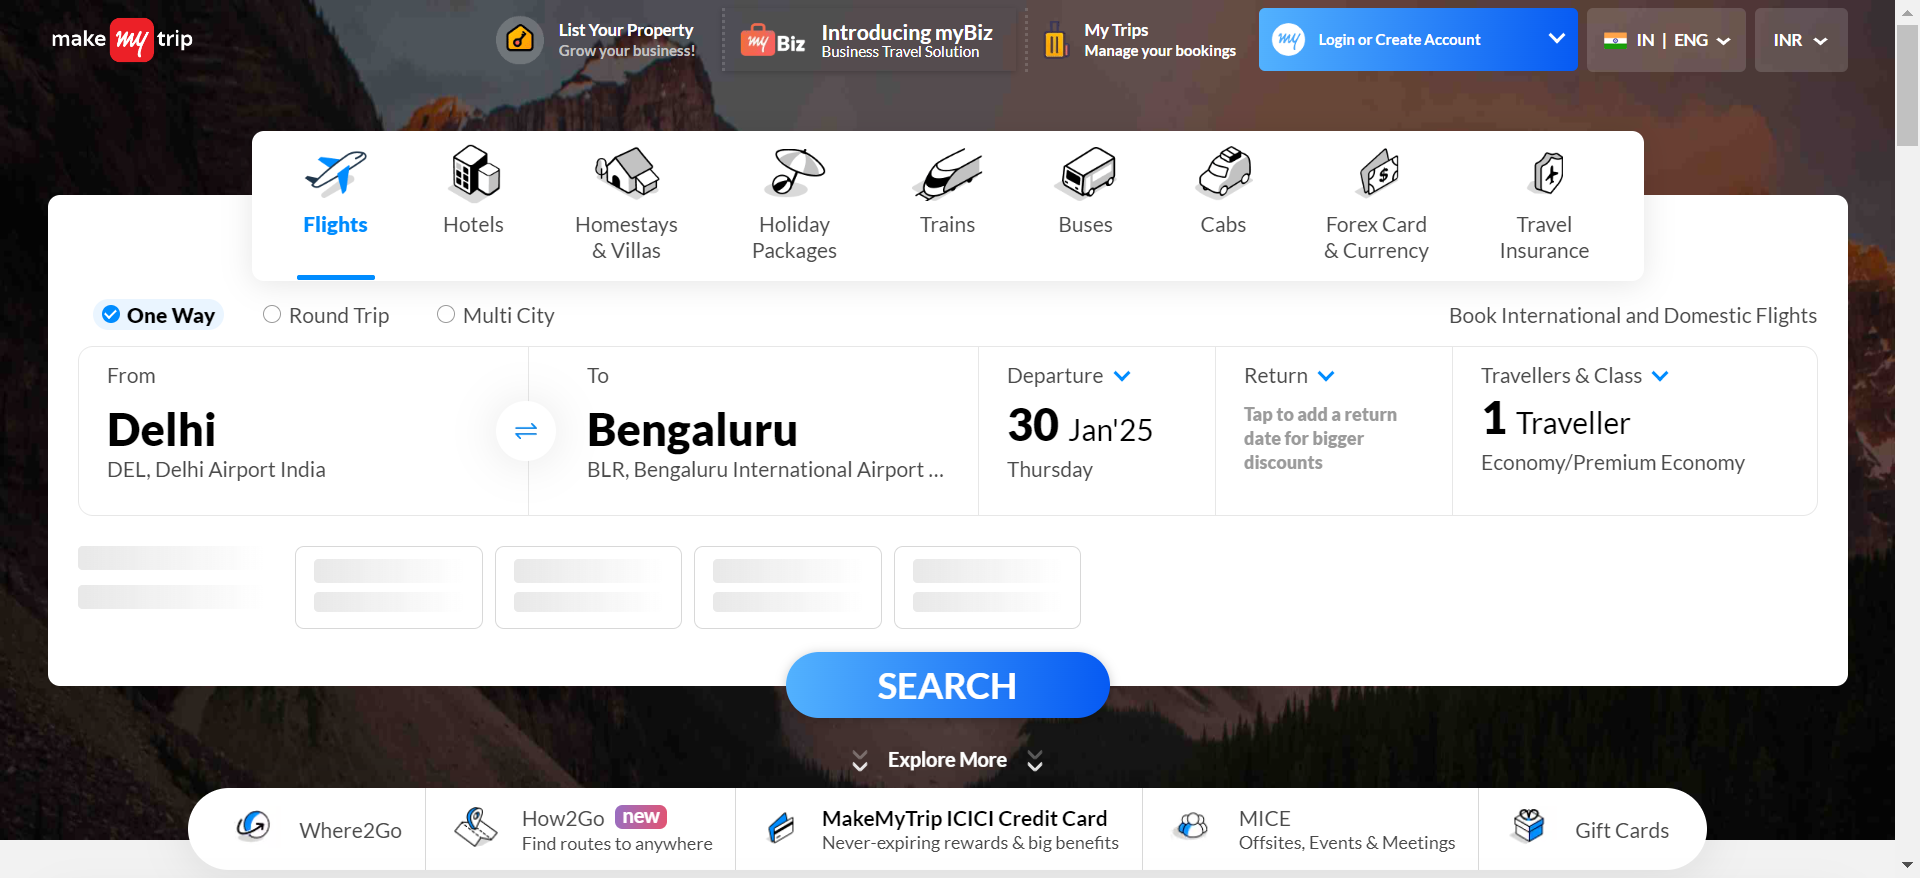 make my trip
List Your Property
Grow your business!
my Biz
Introducing myBiz
Business Travel Solution
My Trips
Manage your bookings
my
Login or Create Account
IN | ENG
INR
Flights
Hotels
Homestays
& Villas
Holiday
Packages
Trains
Buses
Cabs
Forex Card
& Currency
Travel
Insurance
One Way
Round Trip
Multi City
Book International and Domestic Flights
From
Delhi
DEL, Delhi Airport India
To
Bengaluru
BLR, Bengaluru International Airport ...
Departure
30 Jan'25
Thursday
Return
Tap to add a return
date for bigger
discounts
Travellers & Class
1 Traveller
Economy/Premium Economy
SEARCH
Explore More
Where2Go
How2Go new
Find routes to anywhere
MakeMyTrip ICICI Credit Card
Never-expiring rewards & big benefits
MICE
Offsites, Events & Meetings
Gift Cards